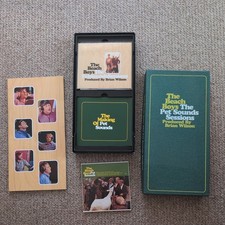 The
Beach
Boys
Produced By Brian Wilson
The Making
Of Pet
Sounds
The
Beach
Boys The
Pet Sounds
Sessions
Produced By
Brian Wilson